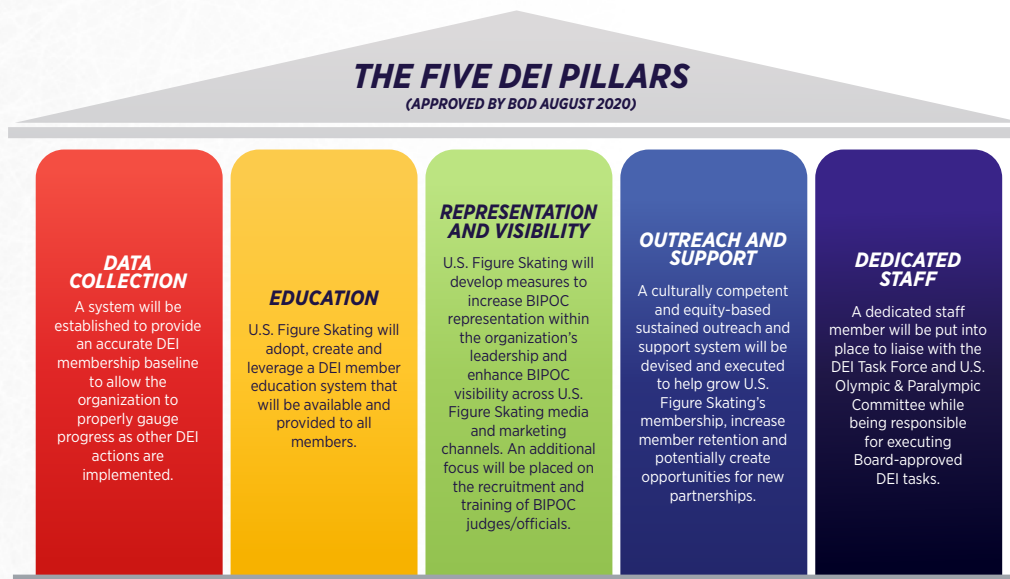 THE FIVE DEI PILLARS
(APPROVED BY BOD AUGUST 2020)
DATA
COLLECTION
A system will be
established to provide
an accurate DEI
membership baseline
to allow the
organization to
properly gauge
progress as other DEI
actions are
implemented.
EDUCATION
U.S. Figure Skating will
adopt, create and
leverage a DEI member
education system that
will be available and
provided to all
members.
REPRESENTATION
AND VISIBILITY
U.S. Figure Skating will
develop measures to
increase BIPOC
representation within
the organization’s
leadership and
enhance BIPOC
visibility across U.S.
Figure Skating media
and marketing
channels. An additional
focus will be placed on
the recruitment and
training of BIPOC
judges/officials.
OUTREACH AND
SUPPORT
A culturally competent
and equity-based
sustained outreach and
support system will be
devised and executed
to help grow U.S.
Figure Skating’s
membership, increase
member retention and
potentially create
opportunities for new
partnerships.
DEDICATED
STAFF
A dedicated staff
member will be put into
place to liaise with the
DEI Task Force and U.S.
Olympic & Paralympic
Committee while
being responsible
for executing
Board-approved
DEI tasks.